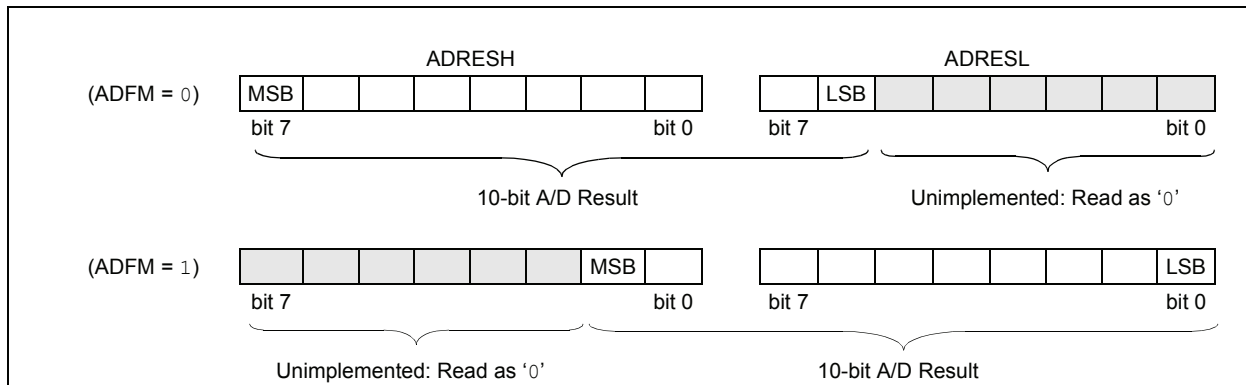 ADRESH ADRESL
(ADFM = 0) MSB LSB
bit 7 bit 0 bit 7 bit 0
10-bit A/D Result Unimplemented: Read as ‘0’
(ADFM = 1) MSB LSB
bit 7 bit 0 bit 7 bit 0
Unimplemented: Read as ‘0’ 10-bit A/D Result